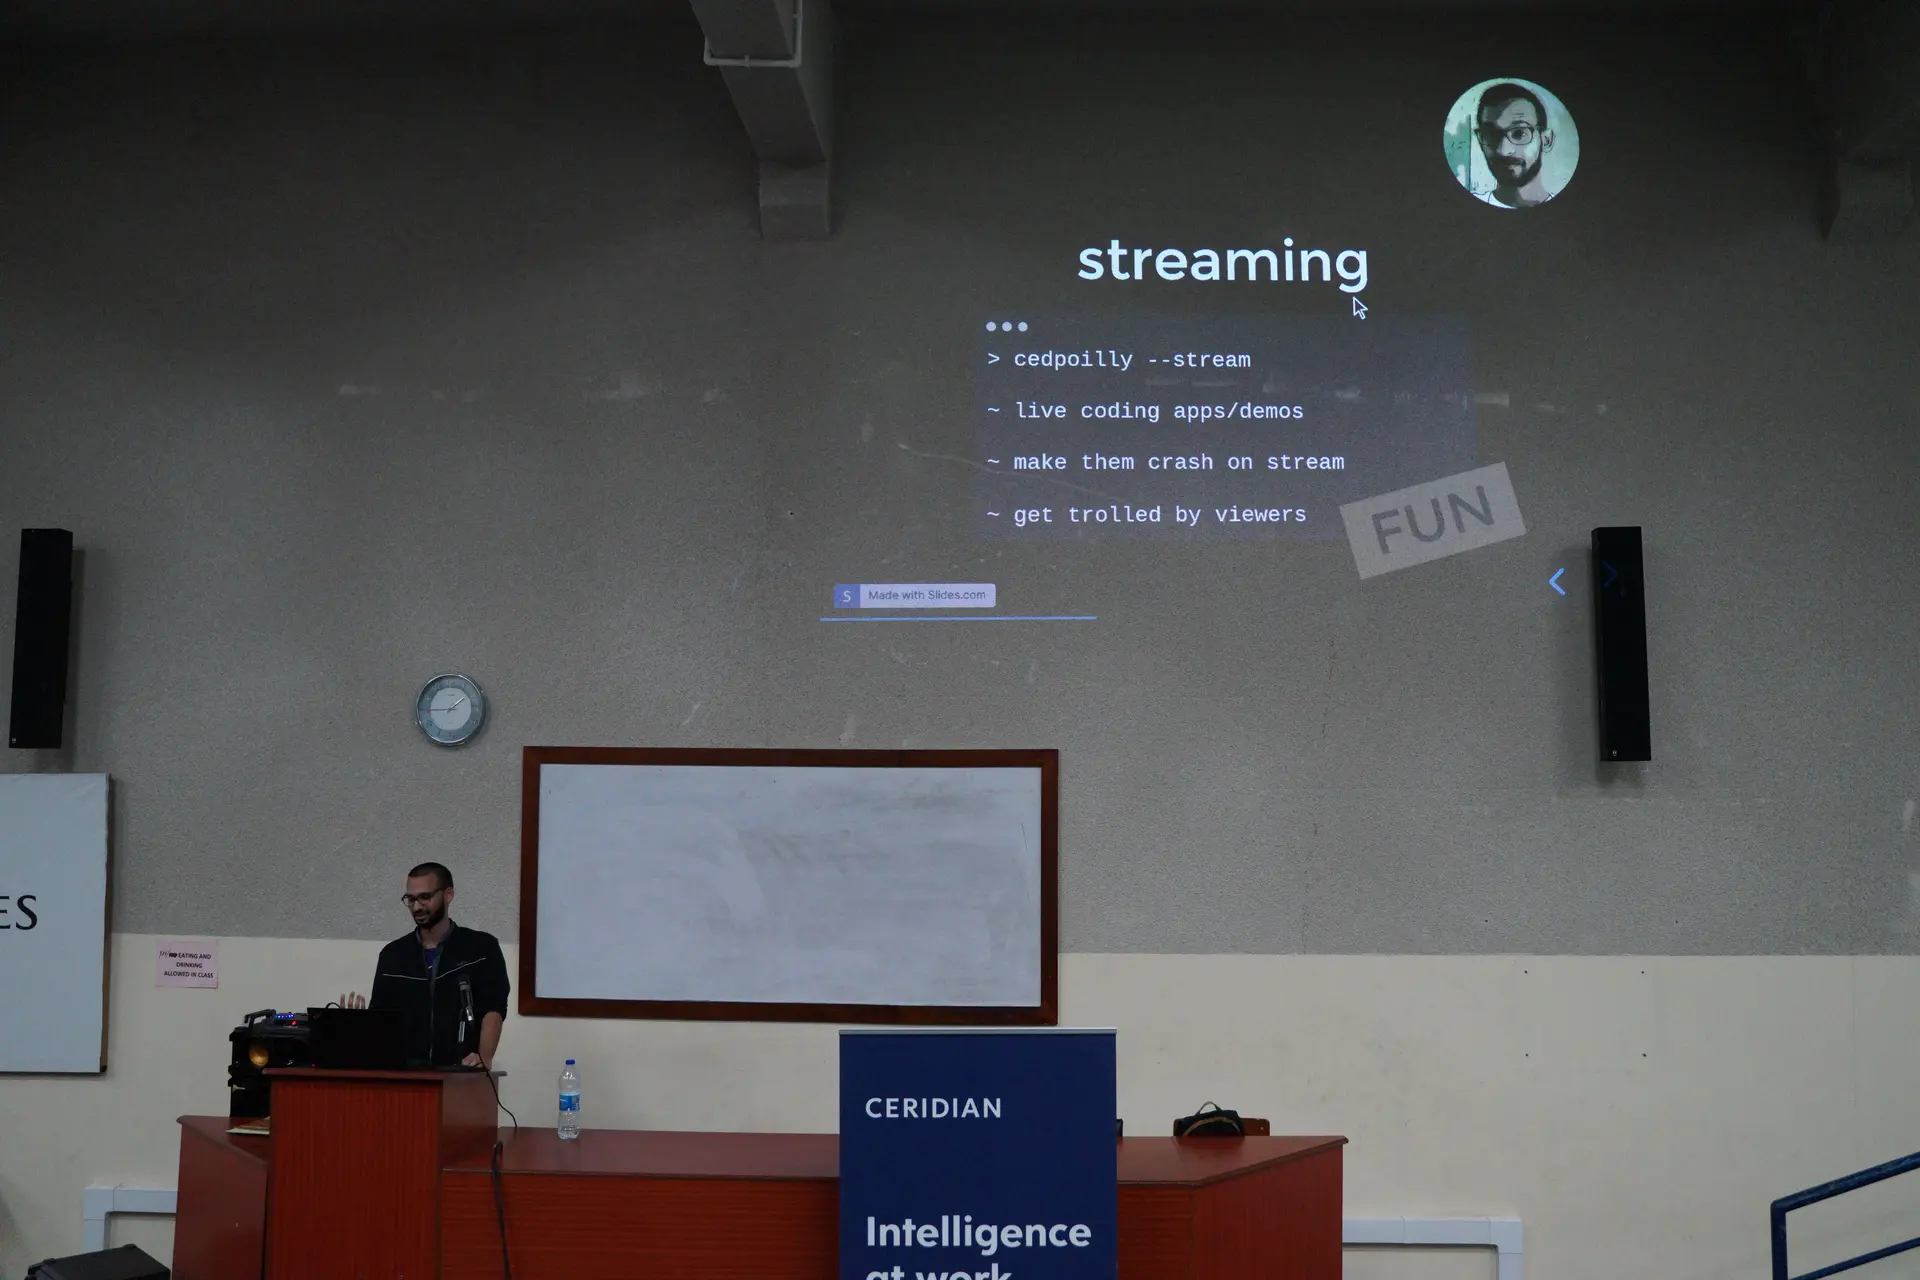 streaming
> cedpoilly --stream
~ live coding apps/demos
~ make them crash on stream
~ get trolled by viewers
FUN
S Made with Slides.com
ES
EATING AND
DRINKING
ALLOWED IN CLASS
CERIDIAN
Intelligence
at work